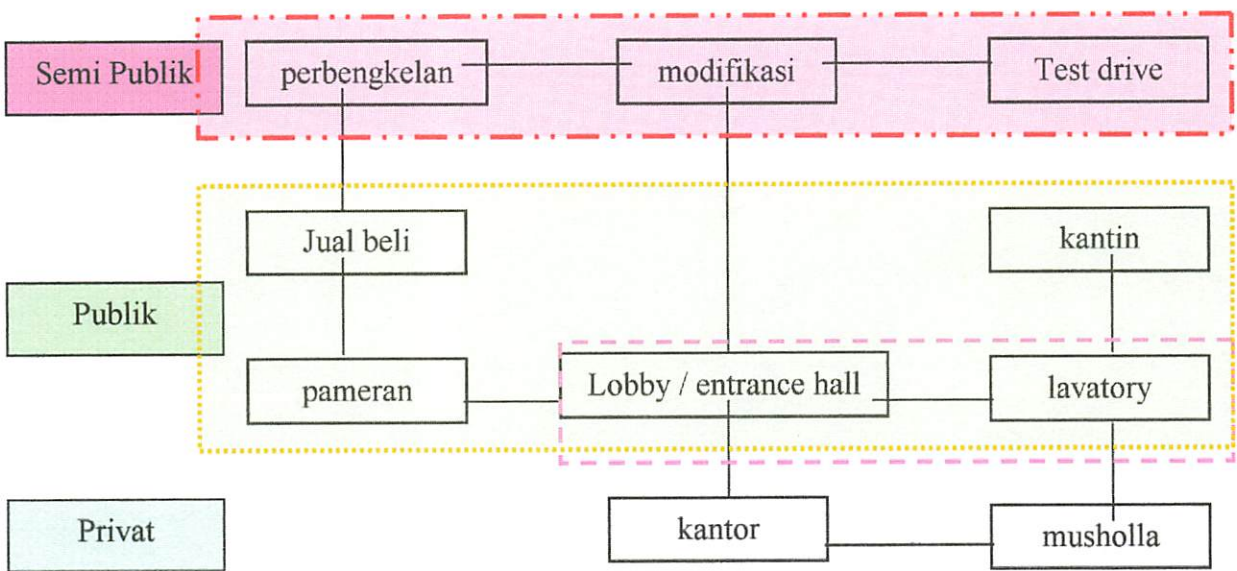 Semi Publik
perbengkelan
modifikasi
Test drive
Jual beli
kantin
Publik
pameran
Lobby / entrance hall
lavatory
Privat
kantor
musholla